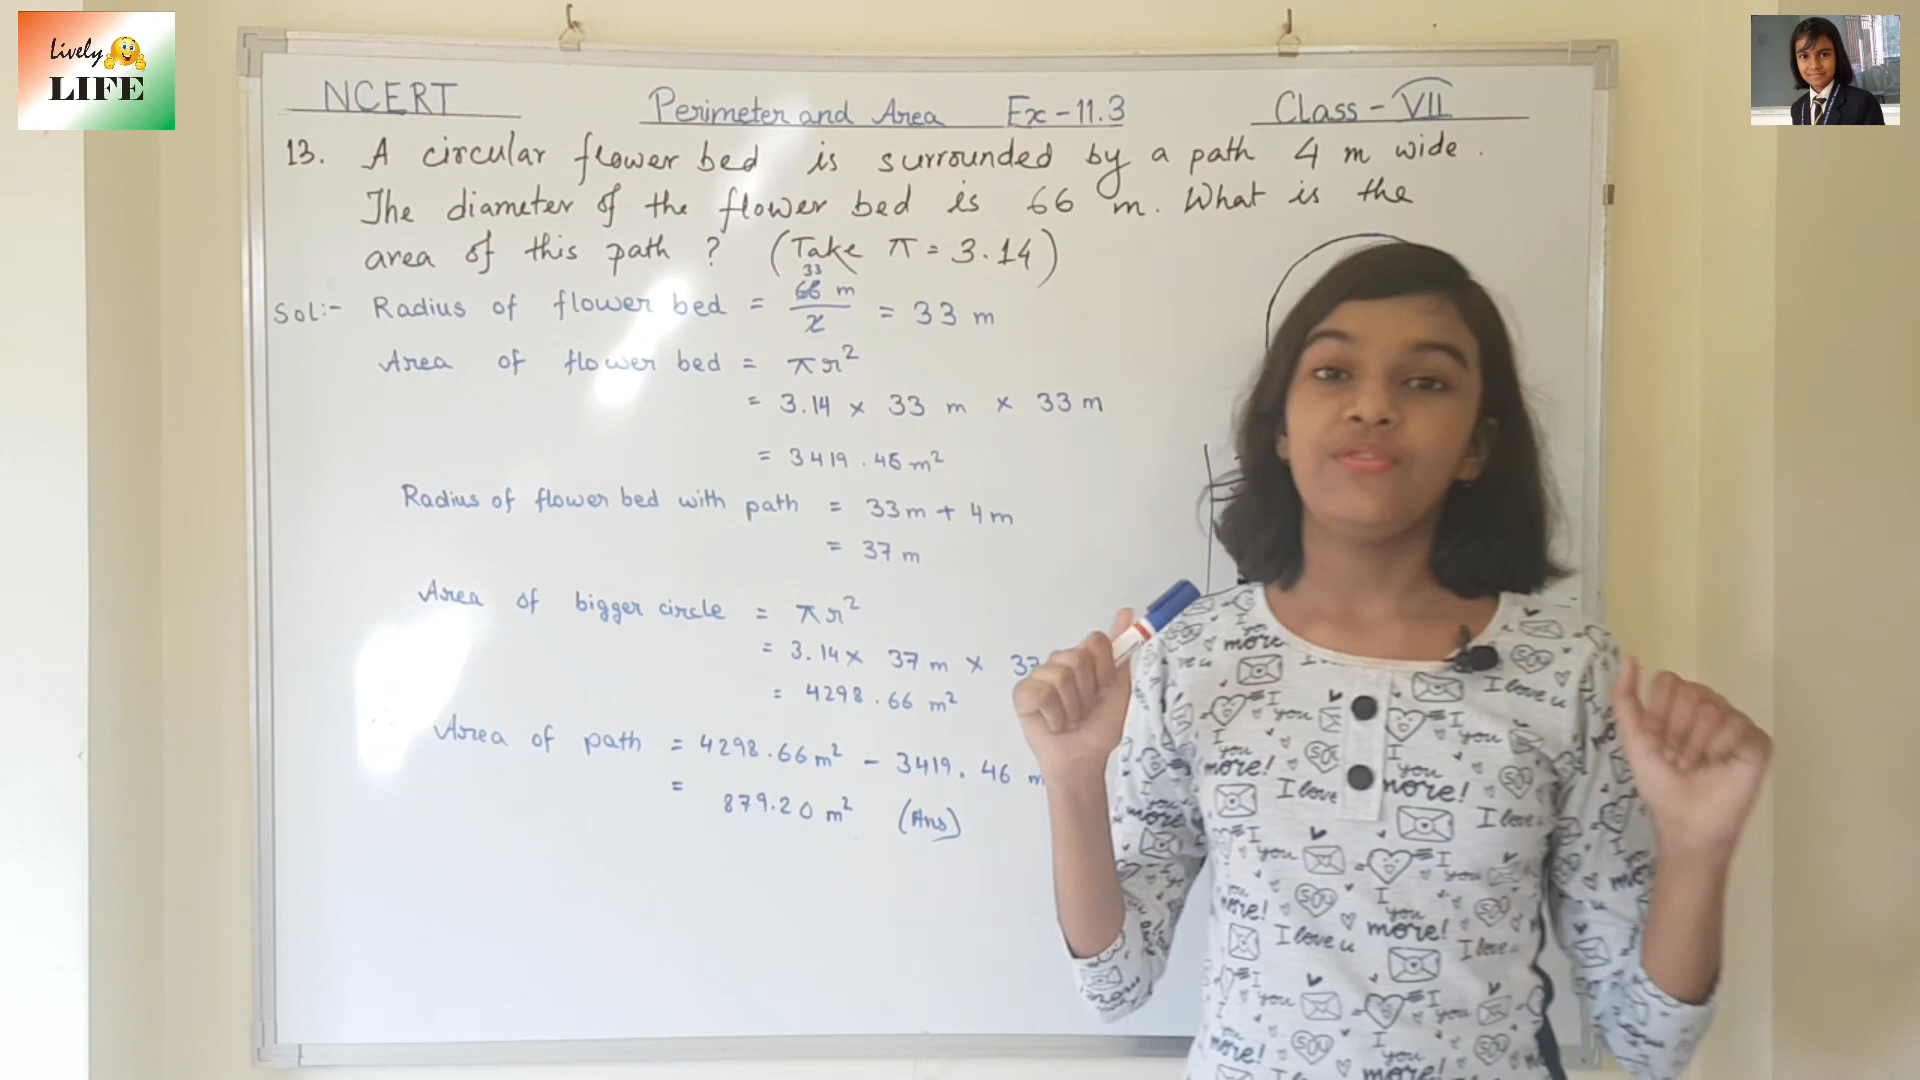 Lively
LIFE
NCERT Perimeter and Area Ex-11.3 Class-VII
13. A circular flower bed is surrounded by a path 4 m wide.
The diameter of the flower bed is 66 m. What is the
area of this path? (Take π = 3.14)
33
Sol:- Radius of flower bed = 66 m / 2 = 33 m
Area of flower bed = πr²
= 3.14 × 33 m × 33 m
= 3419.46 m²
Radius of flower bed with path = 33m + 4m
= 37 m
Area of bigger circle = πr²
= 3.14 × 37 m × 37
= 4298.66 m²
Area of path = 4298.66 m² - 3419.46 m
= 879.20 m² (Ans)
I love u
more!
I you
SOU